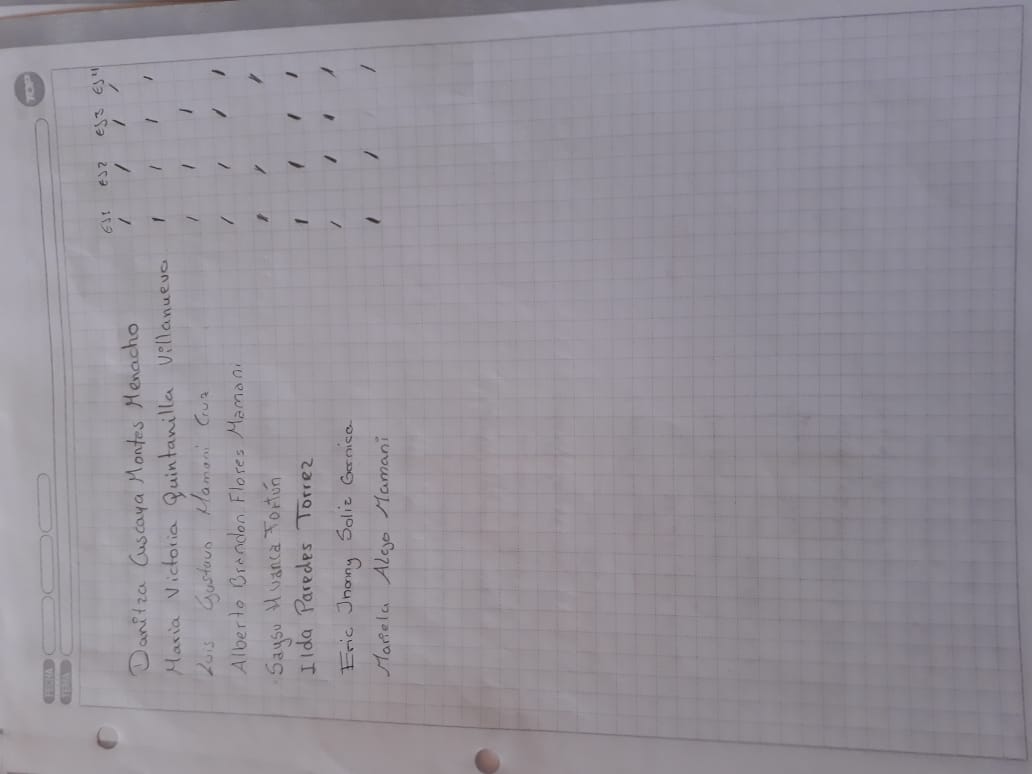 TOP
FECHA
TEMA
EJ1 EJ2 EJ3 EJ4
Danitza Cuscaya Montes Menacho / / / /
Maria Victoria Quintanilla Villanueva / / / /
Luis Gustavo Mamani Cruz / / /
Alberto Brandon Flores Mamani / / / /
Saysu Huanca Fortún / / /
Ilda Paredes Torrez / / / /
Eric Jhonny Soliz Garnica / / / /
Mariela Alejo Mamani / / /